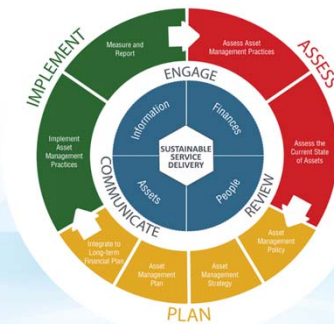 IMPLEMENT
ASSESS
PLAN
Measure and
Report
Assess Asset
Management Practices
Implement
Asset
Management
Practices
Assess the
Current State
of Assets
Integrate to
Long-term
Financial Plan
Asset
Management
Plan
Asset
Management
Strategy
Asset
Management
Policy
ENGAGE
COMMUNICATE
REVIEW
Information
Finances
Assets
People
SUSTAINABLE
SERVICE
DELIVERY